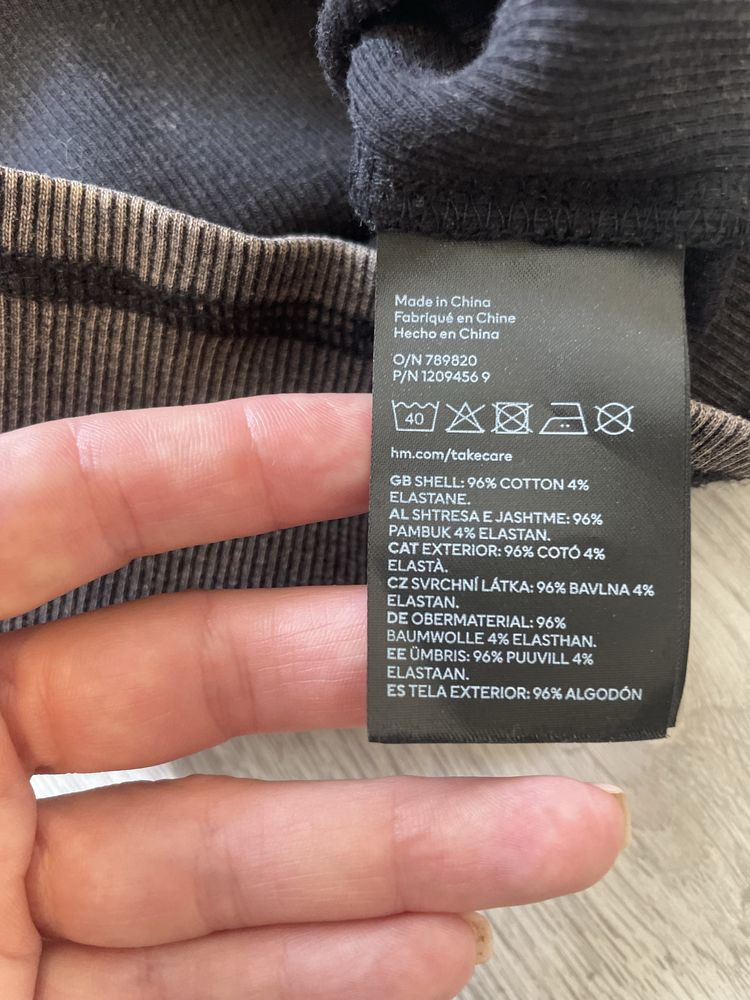 Made in China
Fabriqué en Chine
Hecho en China
O/N 789820
P/N 1209456 9
40
hm.com/takecare
GB SHELL: 96% COTTON 4%
ELASTANE.
AL SHTRESA E JASHTME: 96%
PAMBUK 4% ELASTAN.
CAT EXTERIOR: 96% COTÓ 4%
ELASTÀ.
CZ SVRCHNÍ LÁTKA: 96% BAVLNA 4%
ELASTAN.
DE OBERMATERIAL: 96%
BAUMWOLLE 4% ELASTHAN.
EE ÜMBRIS: 96% PUUVILL 4%
ELASTAAN.
ES TELA EXTERIOR: 96% ALGODÓN